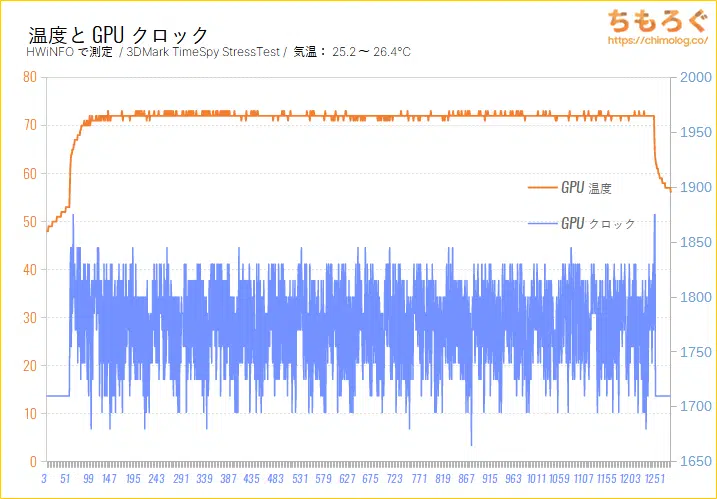 温度と GPU クロック
ちもろぐ
https://chimolog.co/
HWiNFO で測定 / 3DMark TimeSpy StressTest / 気温： 25.2 ～ 26.4℃
80
70
60
50
40
30
20
10
0
2000
1950
1900
1850
1800
1750
1700
1650
GPU 温度
GPU クロック
3 51 99 147 195 243 291 339 387 435 483 531 579 627 675 723 771 819 867 915 963 1011 1059 1107 1155 1203 1251